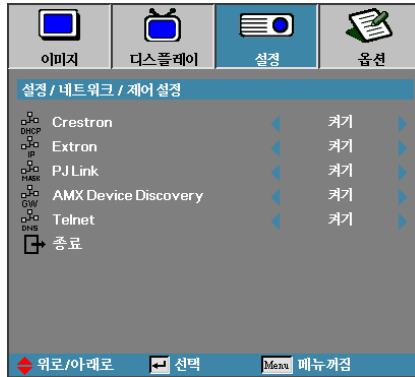 이미지 디스플레이 설정 옵션
설정 / 네트워크 / 제어 설정
DHCP Crestron 켜기
IP Extron 켜기
MASK PJ Link 켜기
GW AMX Device Discovery 켜기
DNS Telnet 켜기
종료
위로/아래로 선택 Menu 메뉴꺼짐